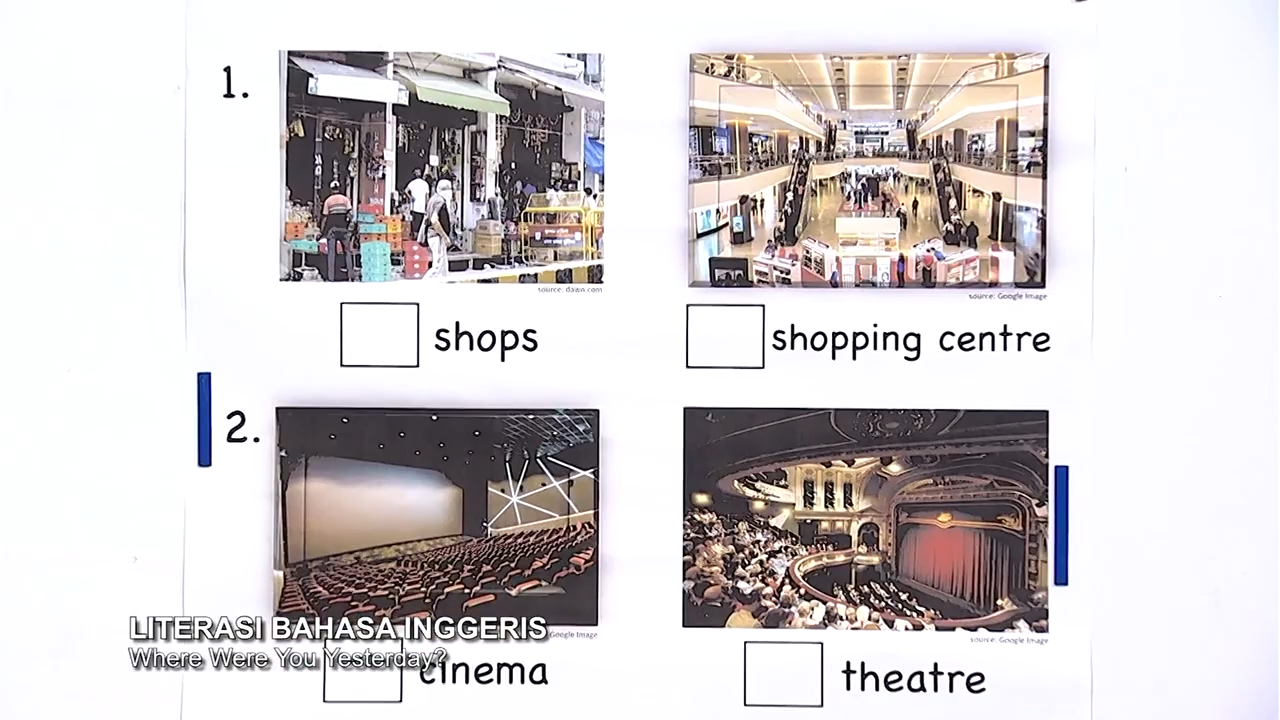 1.
source: dawn.com
source: Google Image
shops
shopping centre
2.
Google Image
source: Google Image
cinema
theatre
LITERASI BAHASA INGGERIS
Where Were You Yesterday?